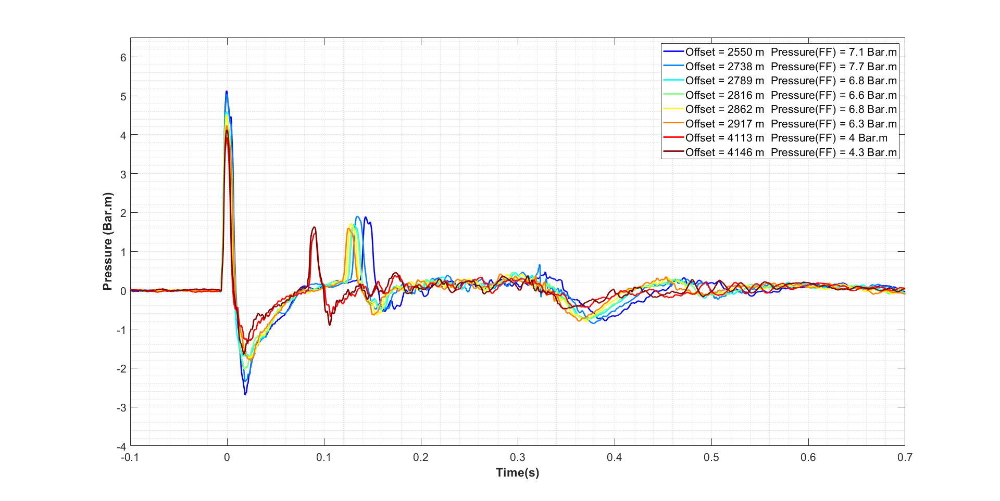 6
5
4
3
2
1
0
-1
-2
-3
-4
Pressure (Bar.m)
Offset = 2550 m Pressure(FF) = 7.1 Bar.m
Offset = 2738 m Pressure(FF) = 7.7 Bar.m
Offset = 2789 m Pressure(FF) = 6.8 Bar.m
Offset = 2816 m Pressure(FF) = 6.6 Bar.m
Offset = 2862 m Pressure(FF) = 6.8 Bar.m
Offset = 2917 m Pressure(FF) = 6.3 Bar.m
Offset = 4113 m Pressure(FF) = 4 Bar.m
Offset = 4146 m Pressure(FF) = 4.3 Bar.m
-0.1 0 0.1 0.2 0.3 0.4 0.5 0.6 0.7
Time(s)